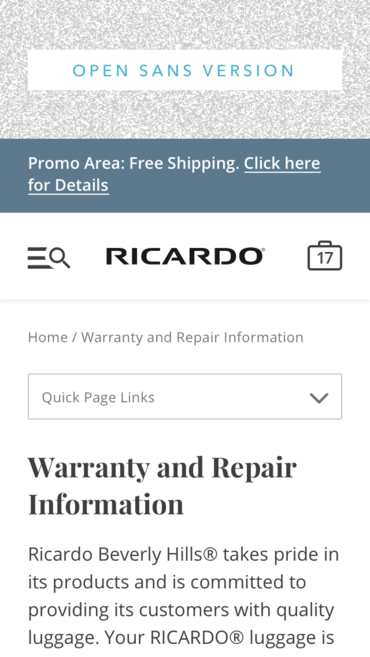 OPEN SANS VERSION
Promo Area: Free Shipping. Click here
for Details
RICARDO®
17
Home / Warranty and Repair Information
Quick Page Links
Warranty and Repair
Information
Ricardo Beverly Hills® takes pride in
its products and is committed to
providing its customers with quality
luggage. Your RICARDO® luggage is